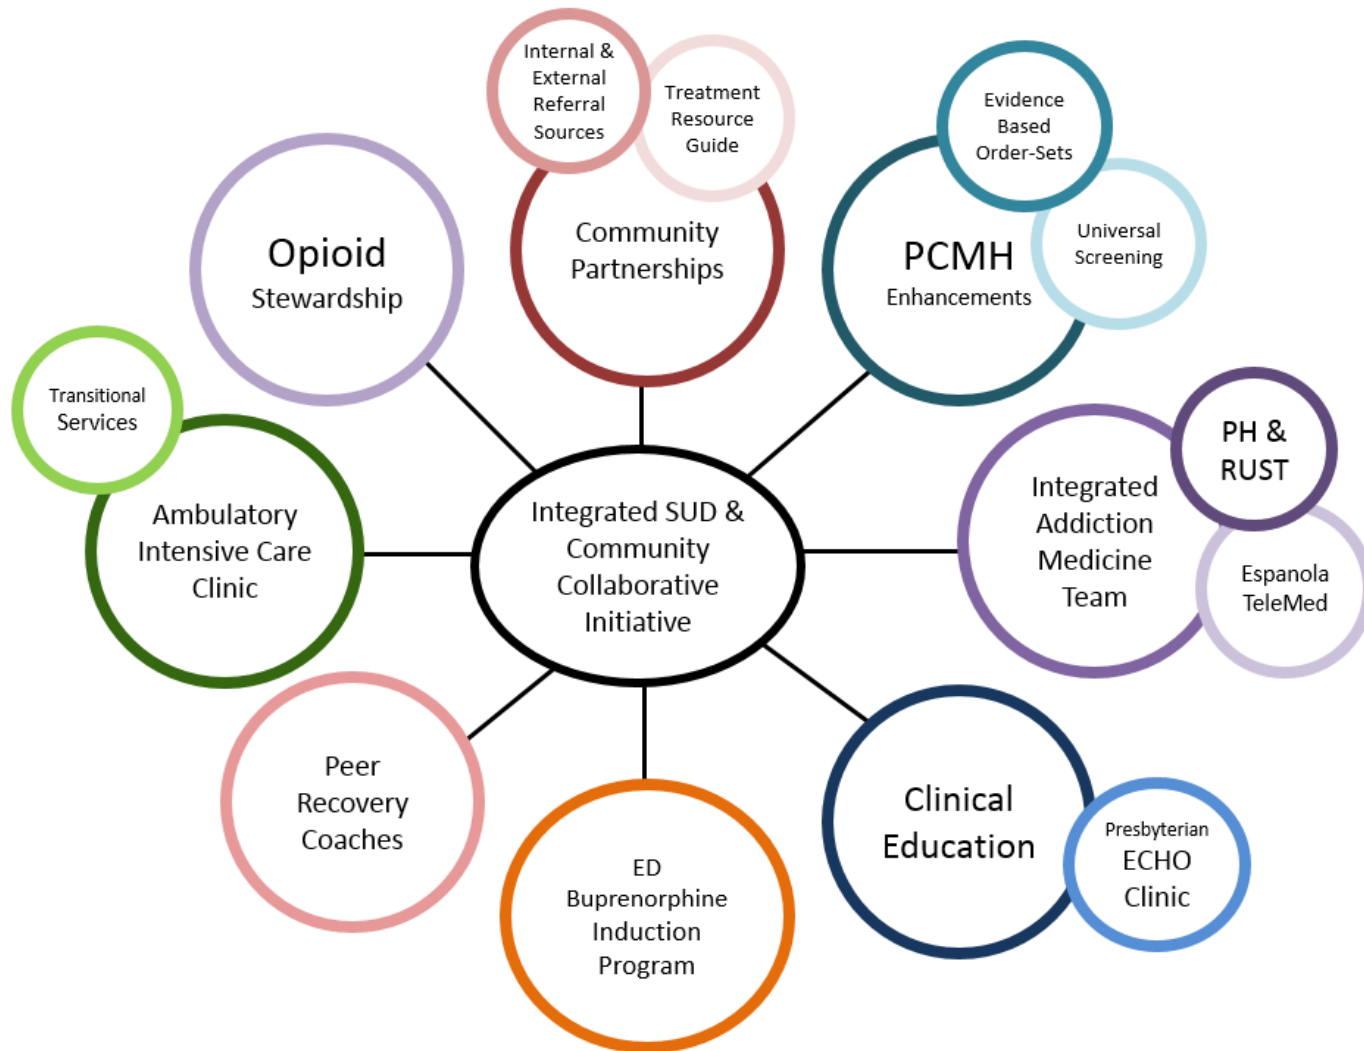 Internal &
External
Referral
Sources
Treatment
Resource
Guide
Evidence
Based
Order-Sets
Universal
Screening
Opioid
Stewardship
Community
Partnerships
PCMH
Enhancements
Transitional
Services
Ambulatory
Intensive Care
Clinic
Integrated SUD &
Community
Collaborative
Initiative
Integrated
Addiction
Medicine
Team
PH &
RUST
Espanola
TeleMed
Peer
Recovery
Coaches
ED
Buprenorphine
Induction
Program
Clinical
Education
Presbyterian
ECHO
Clinic